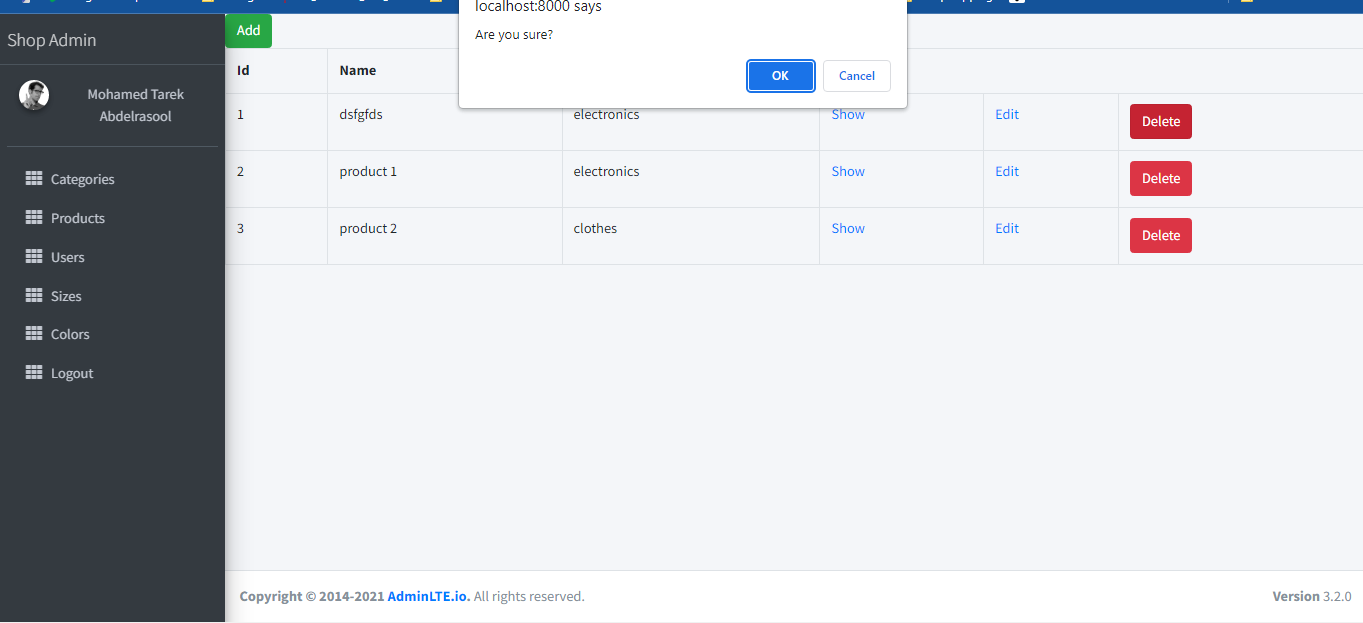 localhost:8000 says
Are you sure?
OK
Cancel
Shop Admin
Mohamed Tarek
Abdelrasool
Categories
Products
Users
Sizes
Colors
Logout
Add
Id Name
1 dsfgfds electronics Show Edit Delete
2 product 1 electronics Show Edit Delete
3 product 2 clothes Show Edit Delete
Copyright © 2014-2021 AdminLTE.io. All rights reserved.
Version 3.2.0